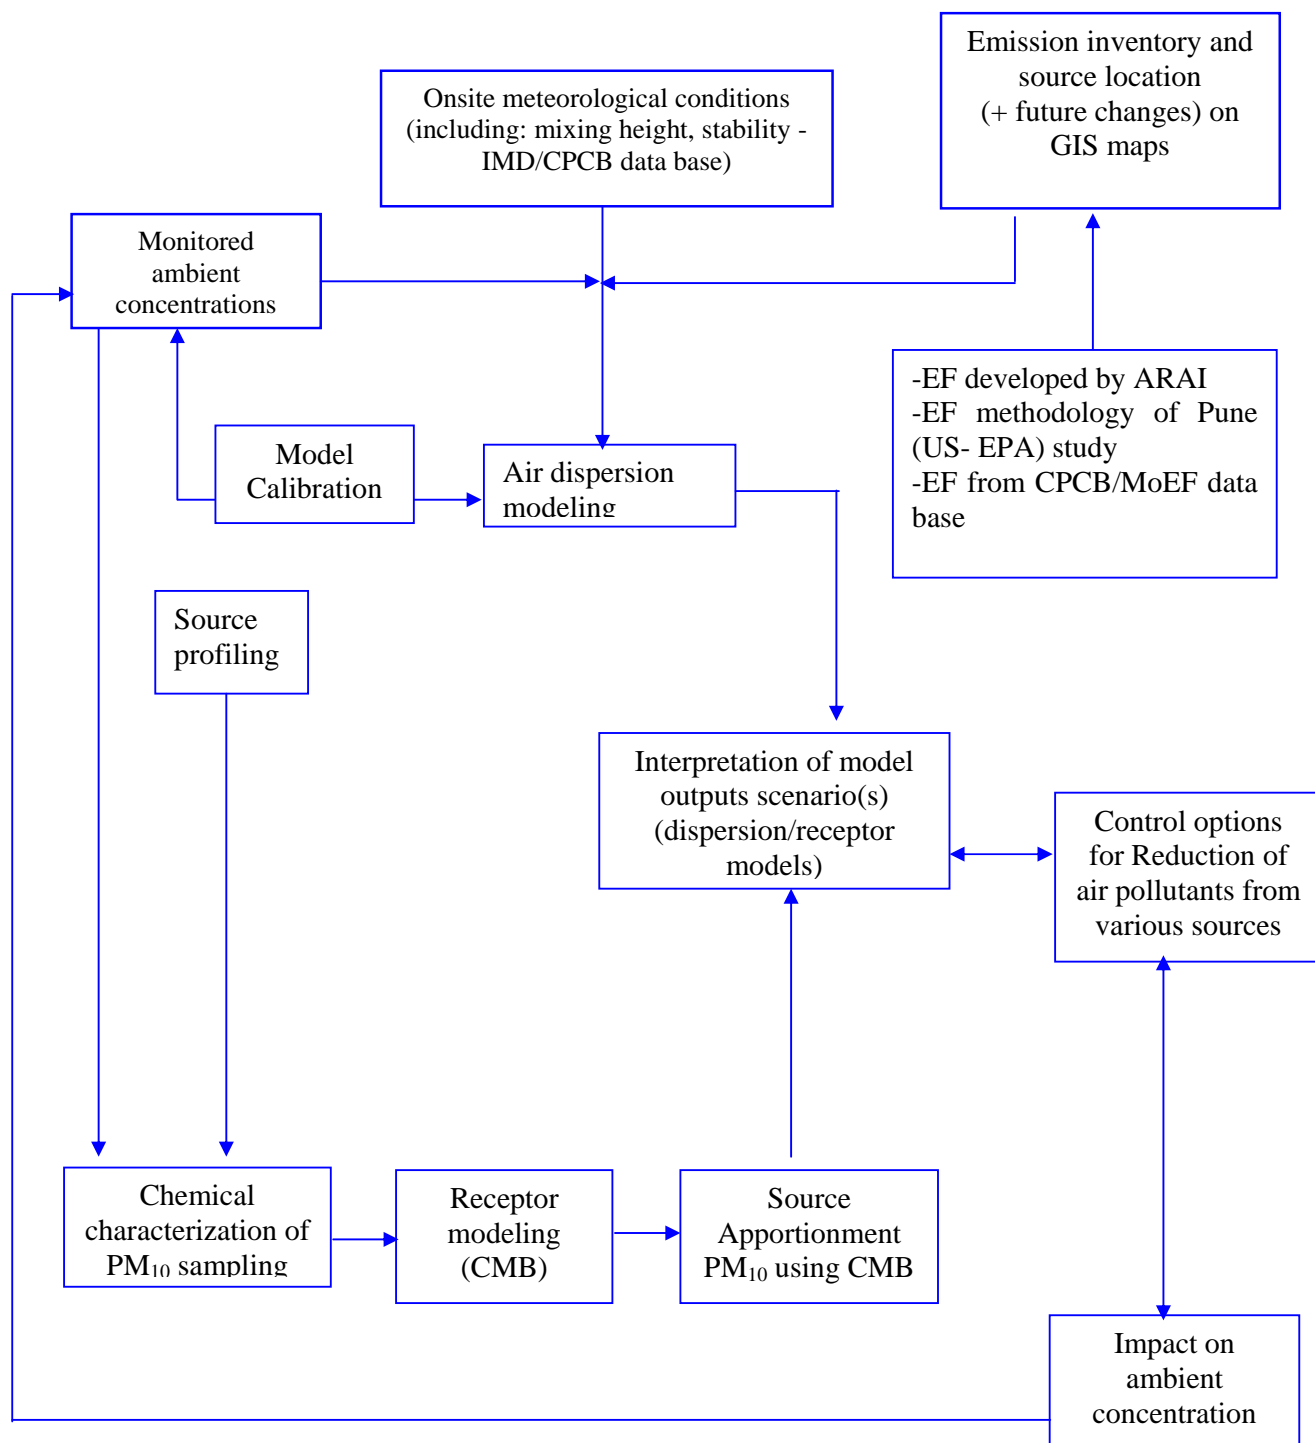 Emission inventory and
source location
(+ future changes) on
GIS maps
Onsite meteorological conditions
(including: mixing height, stability -
IMD/CPCB data base)
Monitored
ambient
concentrations
-EF developed by ARAI
-EF methodology of Pune
(US- EPA) study
-EF from CPCB/MoEF data
base
Model
Calibration
Air dispersion
modeling
Source
profiling
Interpretation of model
outputs scenario(s)
(dispersion/receptor
models)
Control options
for Reduction of
air pollutants from
various sources
Chemical
characterization of
PM₁₀ sampling
Receptor
modeling
(CMB)
Source
Apportionment
PM₁₀ using CMB
Impact on
ambient
concentration